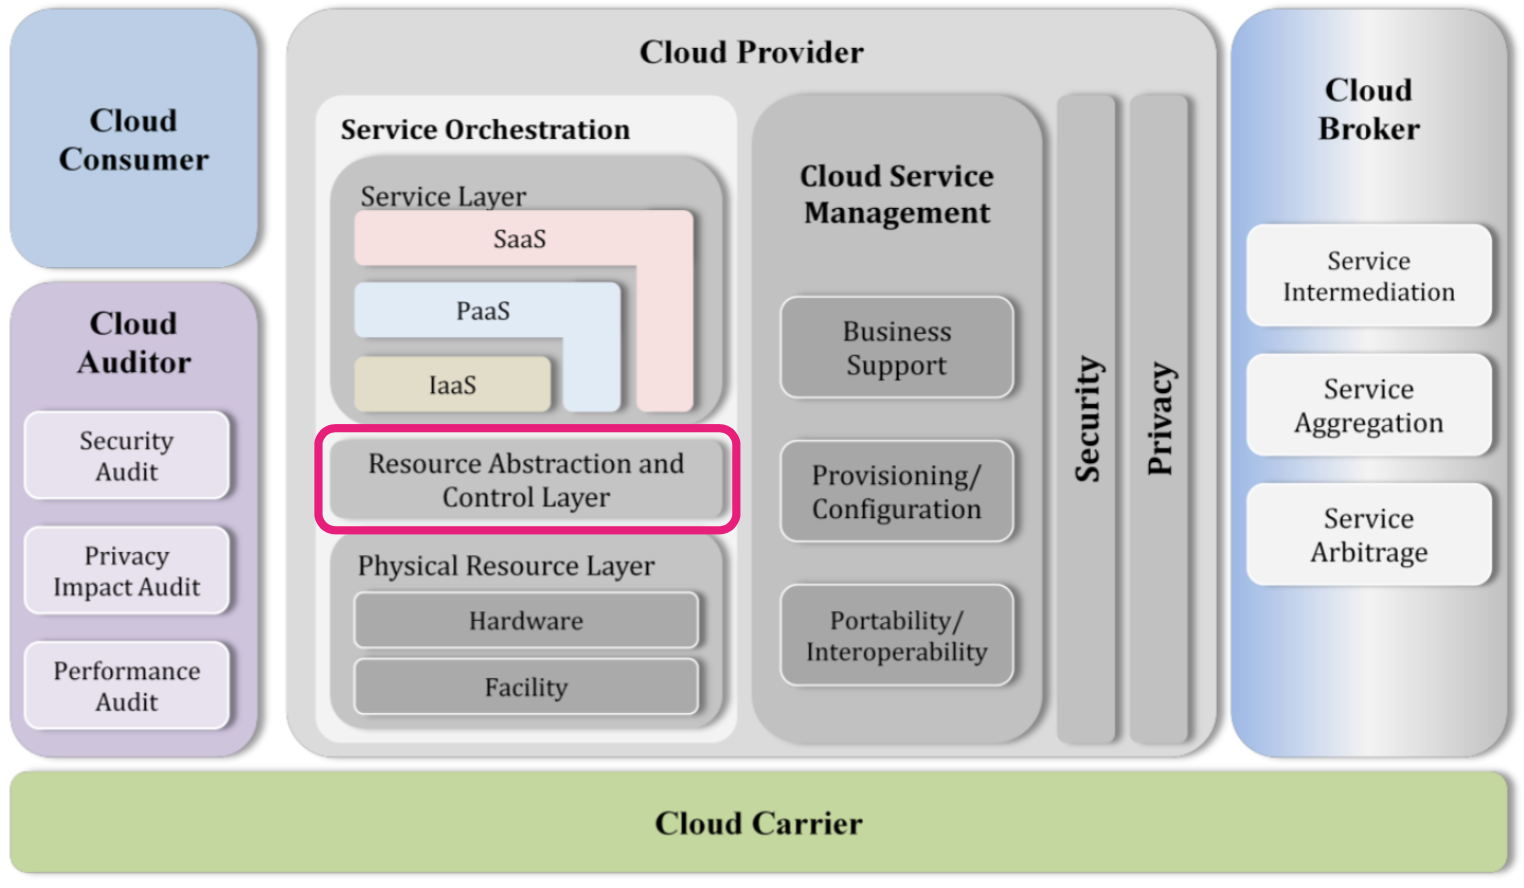 Cloud
Consumer
Cloud
Auditor
Security
Audit
Privacy
Impact Audit
Performance
Audit
Cloud Provider
Service Orchestration
Service Layer
SaaS
PaaS
IaaS
Resource Abstraction and
Control Layer
Physical Resource Layer
Hardware
Facility
Cloud Service
Management
Business
Support
Provisioning/
Configuration
Portability/
Interoperability
Security
Privacy
Cloud
Broker
Service
Intermediation
Service
Aggregation
Service
Arbitrage
Cloud Carrier